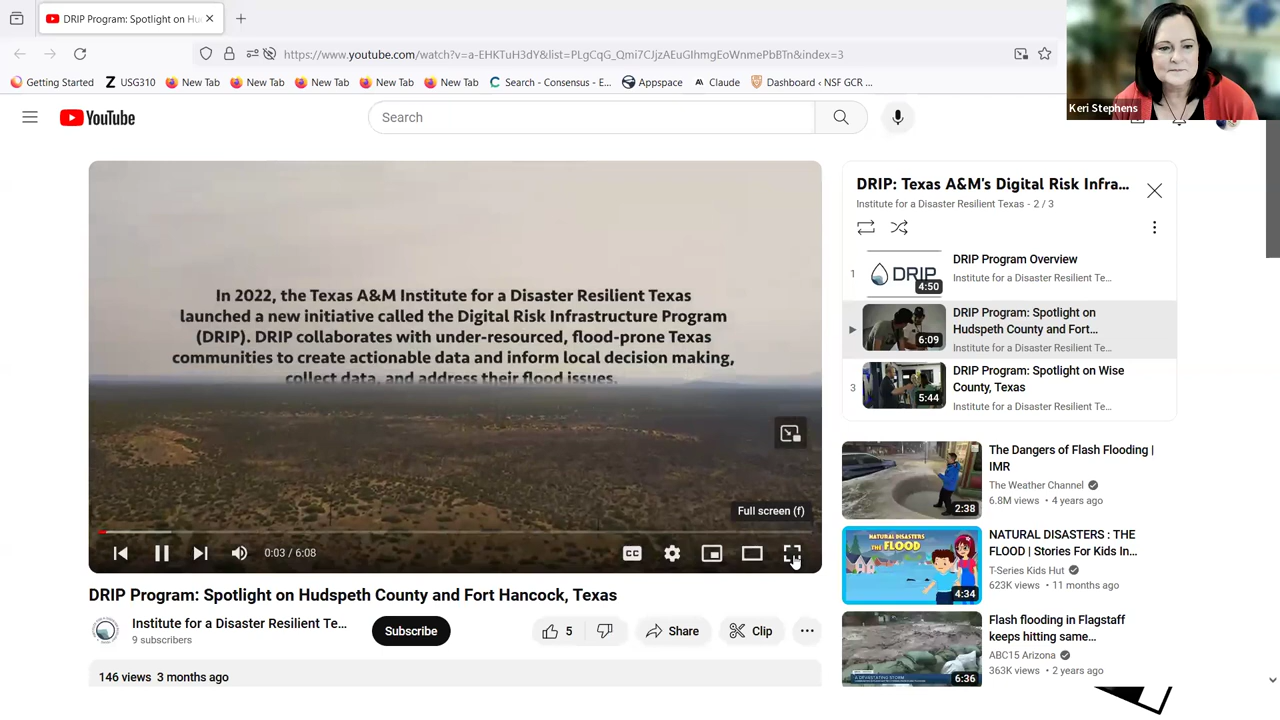 DRIP Program: Spotlight on Hu
https://www.youtube.com/watch?v=a-EHKTuH3dY&list=PLgCqG_Qmi7CJjzAEuGIhmgEoWnmePbBTn&index=3
Getting Started
USG310
New Tab
New Tab
New Tab
New Tab
New Tab
Search - Consensus - E...
Appspace
Claude
Dashboard ‹ NSF GCR ...
Keri Stephens
YouTube
Search
In 2022, the Texas A&M Institute for a Disaster Resilient Texas
launched a new initiative called the Digital Risk Infrastructure Program
(DRIP). DRIP collaborates with under-resourced, flood-prone Texas
communities to create actionable data and inform local decision making,
collect data, and address their flood issues.
Full screen (f)
0:03 / 6:08
CC
DRIP Program: Spotlight on Hudspeth County and Fort Hancock, Texas
Institute for a Disaster Resilient Te...
9 subscribers
Subscribe
5
Share
Clip
146 views 3 months ago
DRIP: Texas A&M's Digital Risk Infra...
Institute for a Disaster Resilient Texas - 2 / 3
1
DRIP
4:50
DRIP Program Overview
Institute for a Disaster Resilient Te...
6:09
DRIP Program: Spotlight on
Hudspeth County and Fort...
Institute for a Disaster Resilient Te...
3
5:44
DRIP Program: Spotlight on Wise
County, Texas
Institute for a Disaster Resilient Te...
2:38
The Dangers of Flash Flooding |
IMR
The Weather Channel
6.8M views • 4 years ago
NATURAL DISASTERS
THE FLOOD
4:34
NATURAL DISASTERS : THE
FLOOD | Stories For Kids In...
T-Series Kids Hut
623K views • 11 months ago
A DEVASTATING STORM
6:36
Flash flooding in Flagstaff
keeps hitting same...
ABC15 Arizona
363K views • 2 years ago